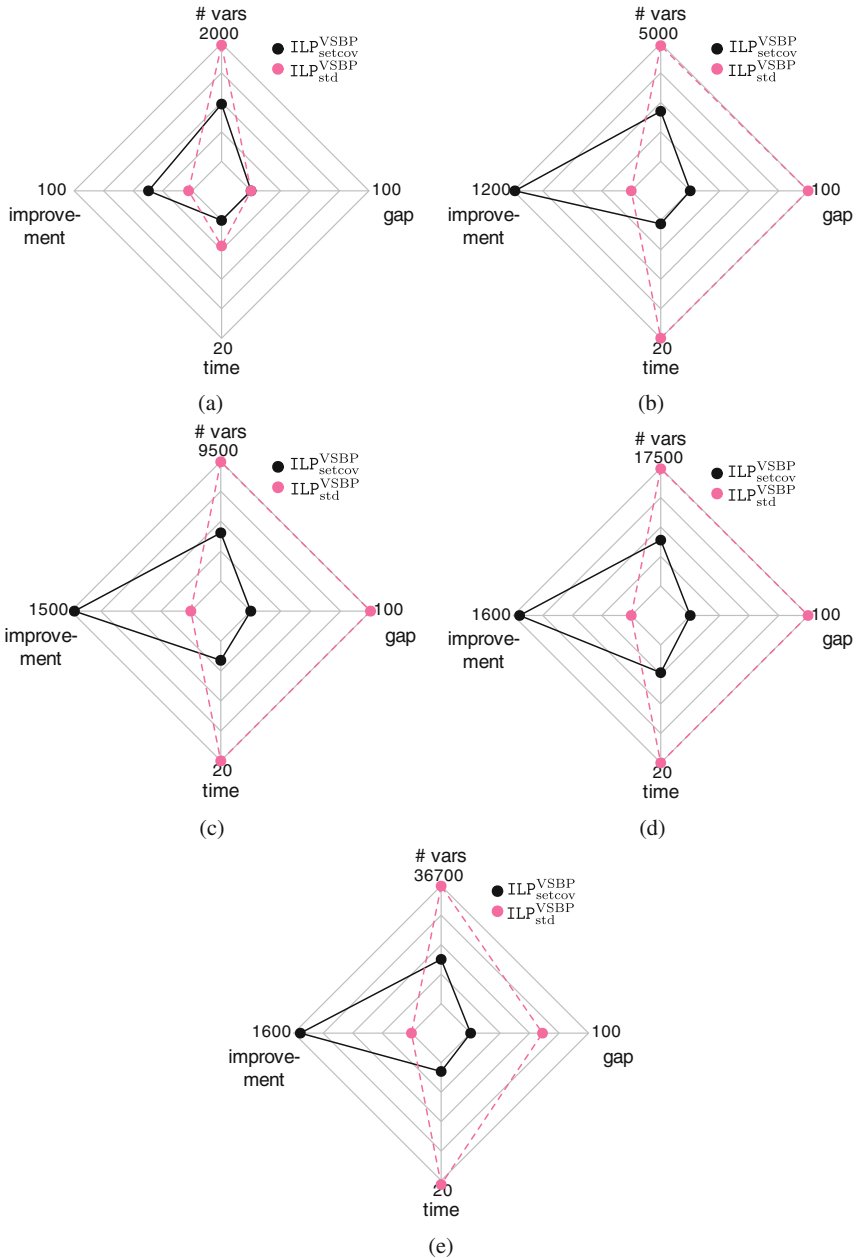 # vars
2000
ILP^VSBP_setcov
ILP^VSBP_std
100
improve-
ment
100
gap
20
time
(a)
# vars
5000
ILP^VSBP_setcov
ILP^VSBP_std
1200
improve-
ment
100
gap
20
time
(b)
# vars
9500
ILP^VSBP_setcov
ILP^VSBP_std
1500
improve-
ment
100
gap
20
time
(c)
# vars
17500
ILP^VSBP_setcov
ILP^VSBP_std
1600
improve-
ment
100
gap
20
time
(d)
# vars
36700
ILP^VSBP_setcov
ILP^VSBP_std
1600
improve-
ment
100
gap
20
time
(e)